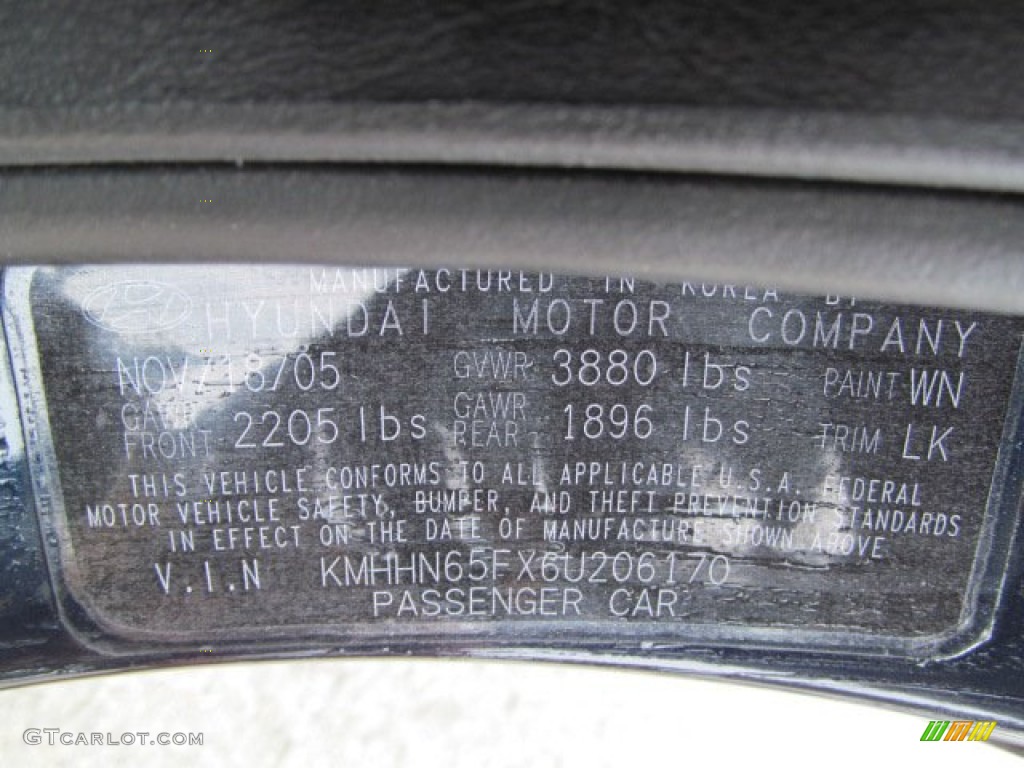 MANUFACTURED IN KOREA BY
HYUNDAI MOTOR COMPANY
NOV/18/05 GVWR 3880 lbs PAINT WN
GAWR FRONT 2205 lbs GAWR REAR 1896 lbs TRIM LK
THIS VEHICLE CONFORMS TO ALL APPLICABLE U.S.A. FEDERAL
MOTOR VEHICLE SAFETY, BUMPER, AND THEFT PREVENTION STANDARDS
IN EFFECT ON THE DATE OF MANUFACTURE SHOWN ABOVE
V.I.N KMHHN65FX6U206170
PASSENGER CAR
GTCARLOT.COM